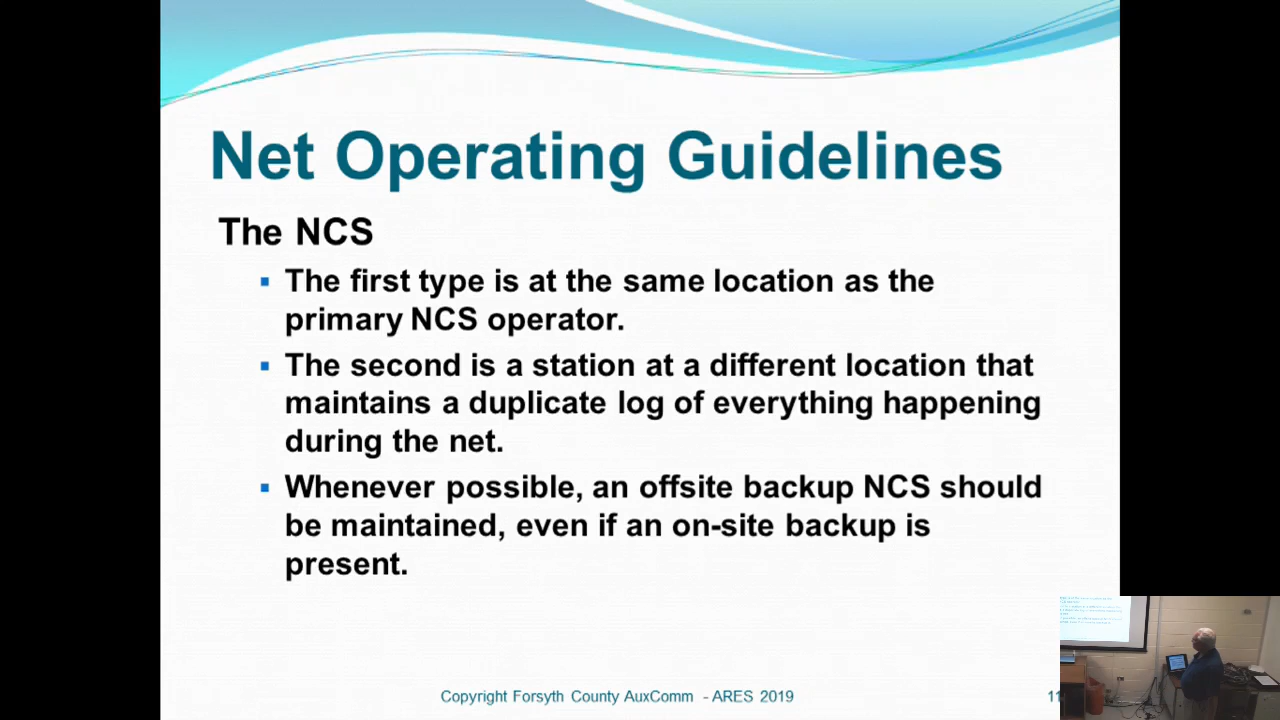 Net Operating Guidelines
The NCS
The first type is at the same location as the
primary NCS operator.
The second is a station at a different location that
maintains a duplicate log of everything happening
during the net.
Whenever possible, an offsite backup NCS should
be maintained, even if an on-site backup is
present.
Copyright Forsyth County AuxComm - ARES 2019